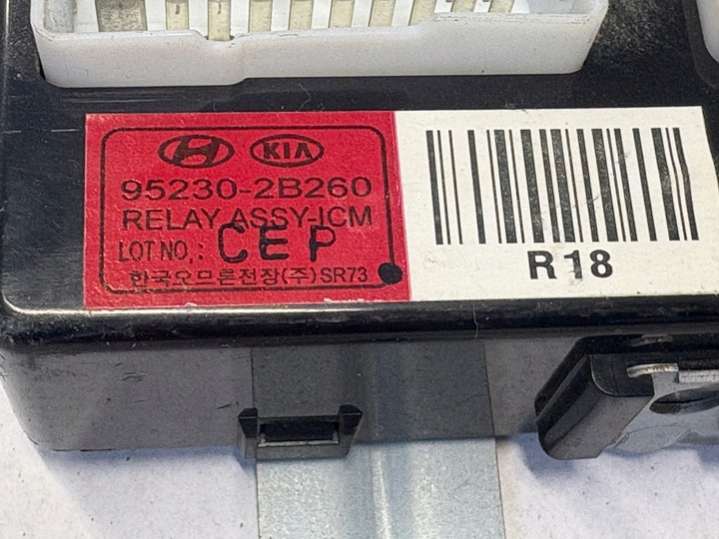 KIA
95230-2B260
RELAY ASSY-ICM
LOT NO,: CEP
한국오므론전장(주) SR73
R18